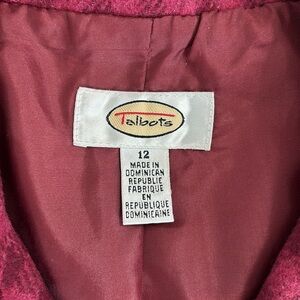 Talbots
12
MADE IN
DOMINICAN
REPUBLIC
FABRIQUE
EN
REPUBLIQUE
DOMINICAINE